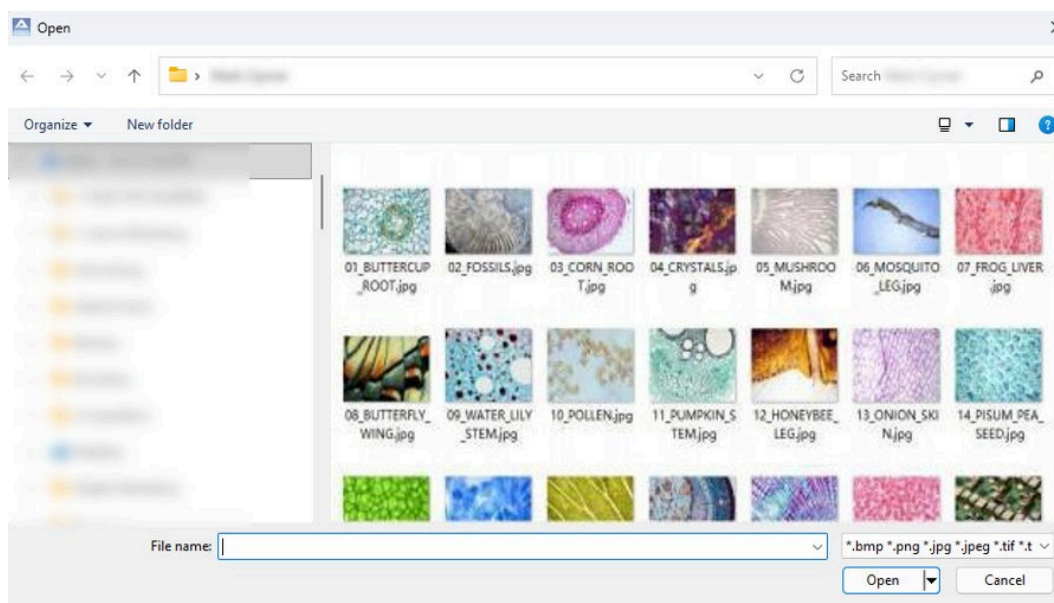 Open
Search
Organize
New folder
01_BUTTERCUP
_ROOT.jpg
02_FOSSILS.jpg
03_CORN_ROO
T.jpg
04_CRYSTALS.jp
g
05_MUSHROO
M.jpg
06_MOSQUITO
_LEG.jpg
07_FROG_LIVER
.jpg
08_BUTTERFLY_
WING.jpg
09_WATER_LILY
_STEM.jpg
10_POLLEN.jpg
11_PUMPKIN_S
TEM.jpg
12_HONEYBEE_
LEG.jpg
13_ONION_SKI
N.jpg
14_PISUM_PEA_
SEED.jpg
File name:
*.bmp *.png *.jpg *.jpeg *.tif *.t
Open
Cancel